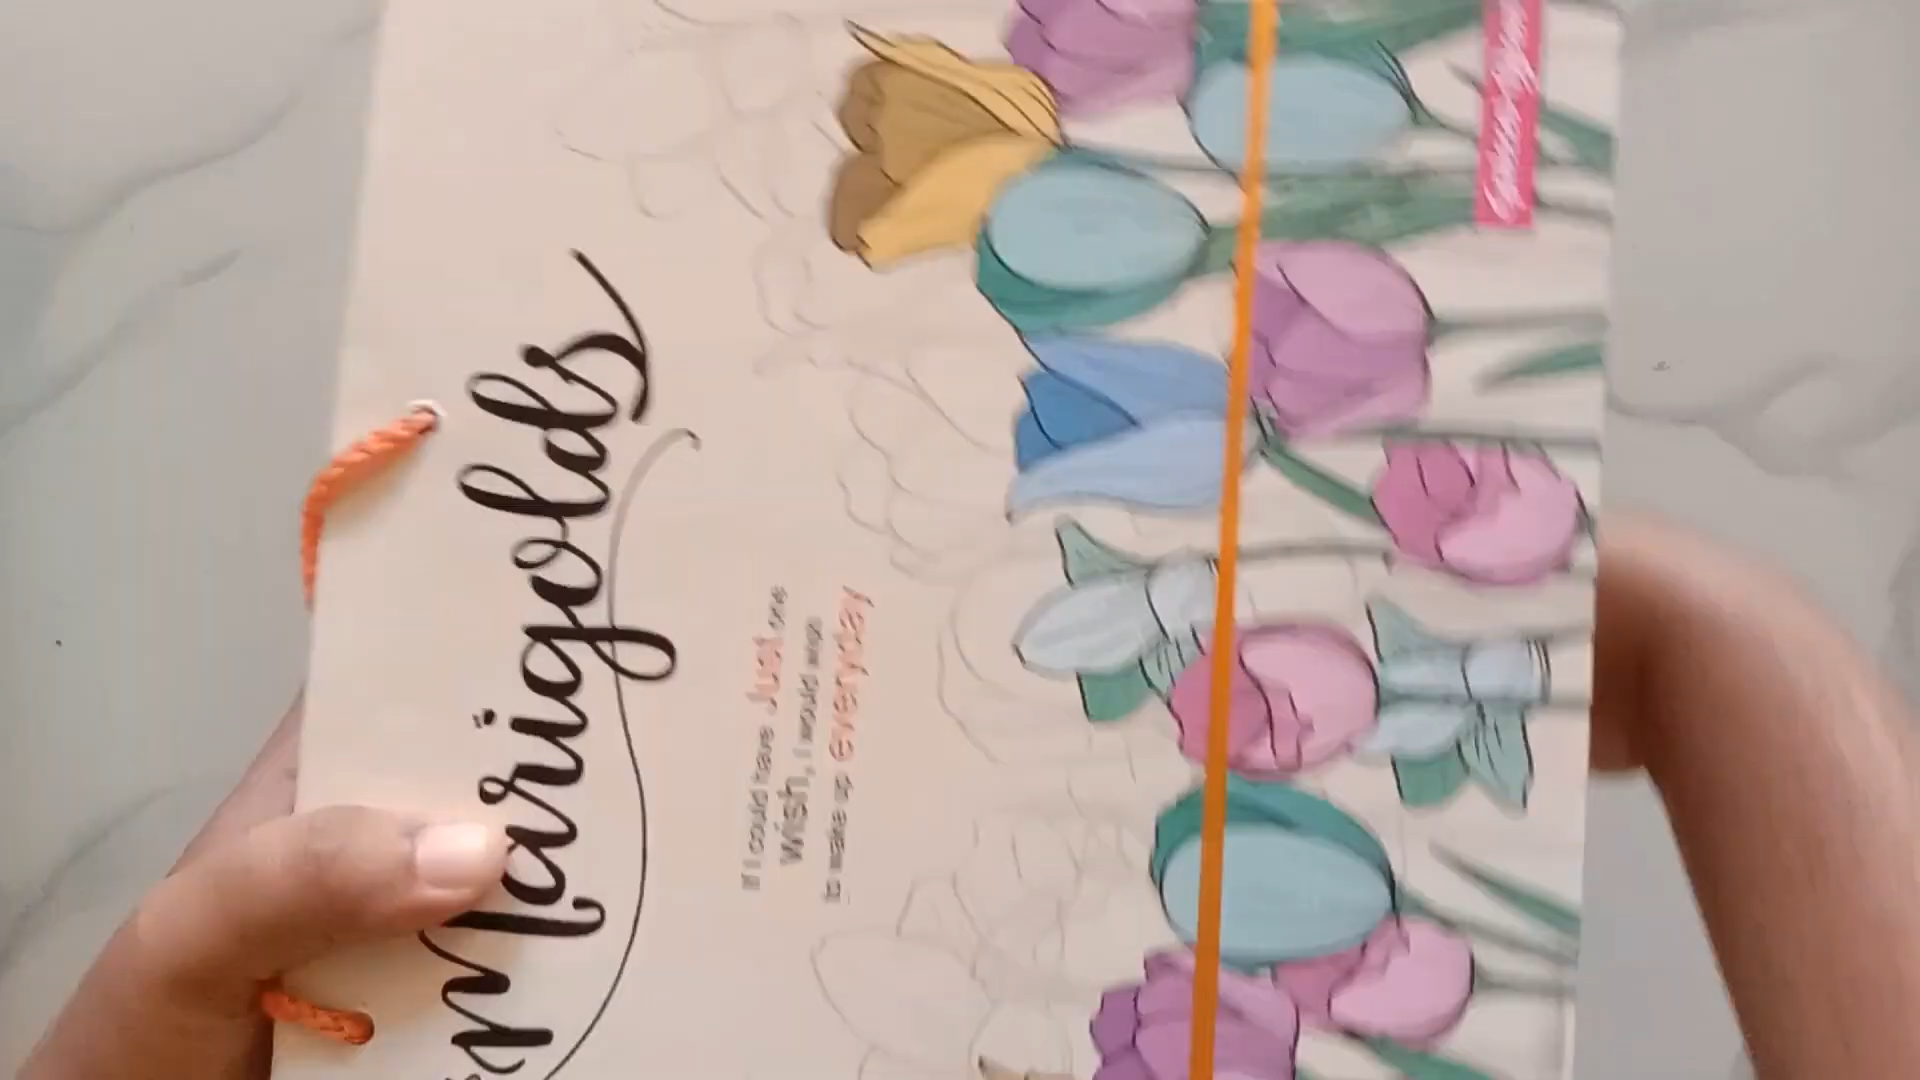 Marigolds
If I could have Just one
Wish, I would wish
to wake up everyday